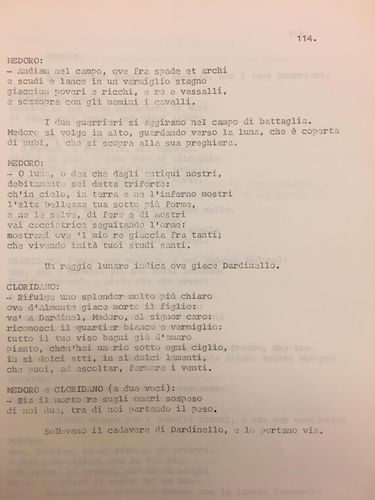 114.
MEDORO:
- Andiam nel campo, ove fra spade et archi
e scudi e lance in un vermiglio stagno
giaccion poveri e ricchi, e re e vassalli,
e sozzopra con gli uomini i cavalli.
I due guerrieri si aggirano nel campo di battaglia.
Medoro si volge in alto, guardando verso la luna, che è coperta
di nubi, e che si scopra alla sua preghiera.
MEDORO:
- O luna, o dea che dagli antiqui nostri,
debitamente sei detta triforte:
ch'in cielo, in terra e ne l'inferno mostri
l'alta bellezza tua sotto più forme,
e ne le selve, di fere e di mostri
vai cacciatrice seguitando l'orme:
mostrami ove 'l mio re giaccia fra tanti;
che vivendo imitò tuoi studi santi.
Un raggio lunare indica ove giace Dardinello.
CLORIDANO:
- Rifulge uno splendor molto più chiaro
ove d'Almonte giace morto il figlio:
va' a Dardinel, Medoro, al signor caro:
riconosci il quartier bianco e vermiglio:
tutto il tuo viso bagni già d'amaro
pianto, chen'hai un rio sotto ogni ciglio,
in sì dolci atti, in sì dolci lamenti,
che puoi, ad ascoltar, fermare i venti.
MEDORO e CLORIDANO (a due voci):
- Sia il morto re sugli omari sospeso
di noi due, tra di noi partendo il peso.
Sollevano il cadavere di Dardinello, e lo portano via.